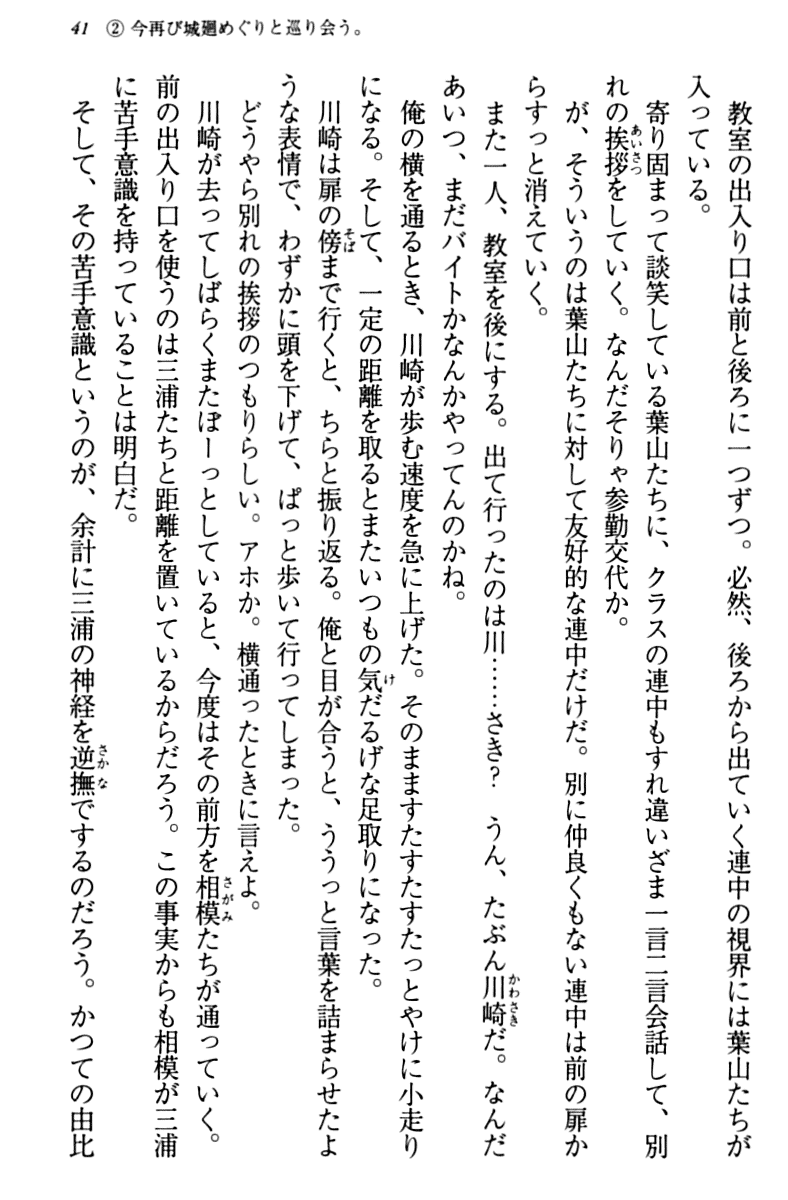 41 ② 今再び城廻めぐりと巡り会う。
　教室の出入り口は前と後ろに一つずつ。必然、後ろから出ていく連中の視界には葉山たちが
入っている。
　寄り固まって談笑している葉山たちに、クラスの連中もすれ違いざま一言二言会話して、別
れの挨拶をしていく。なんだそりゃ参勤交代か。
　が、そういうのは葉山たちに対して友好的な連中だけだ。別に仲良くもない連中は前の扉か
らすっと消えていく。
　また一人、教室を後にする。出て行ったのは川……さき？　うん、たぶん川崎だ。なんだ
あいつ、まだバイトかなんかやってんのかね。
　俺の横を通るとき、川崎が歩む速度を急に上げた。そのまますたすたすたっとやけに小走り
になる。そして、一定の距離を取るとまたいつもの気だるげな足取りになった。
　川崎は扉の傍まで行くと、ちらと振り返る。俺と目が合うと、ううっと言葉を詰まらせたよ
うな表情で、わずかに頭を下げて、ぱっと歩いて行ってしまった。
　どうやら別れの挨拶のつもりらしい。アホか。横通ったときに言えよ。
　川崎が去ってしばらくまたぼーっとしていると、今度はその前方を相模たちが通っていく。
前の出入り口を使うのは三浦たちと距離を置いているからだろう。この事実からも相模が三浦
に苦手意識を持っていることは明白だ。
　そして、その苦手意識というのが、余計に三浦の神経を逆撫でするのだろう。かつての由比